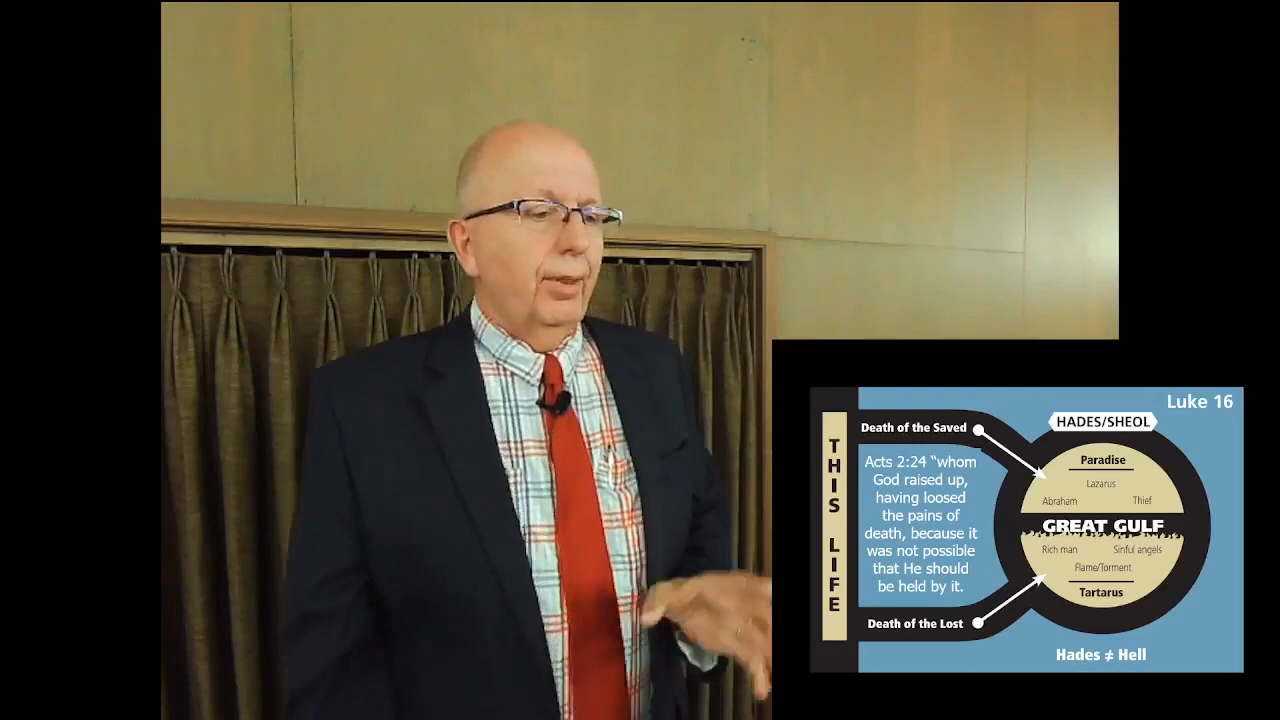 Luke 16
HADES/SHEOL
THIS LIFE
Death of the Saved
Acts 2:24 “whom
God raised up,
having loosed
the pains of
death, because it
was not possible
that He should
be held by it.
Death of the Lost
Paradise
Lazarus
Abraham Thief
GREAT GULF
Rich man Sinful angels
Flame/Torment
Tartarus
Hades ≠ Hell